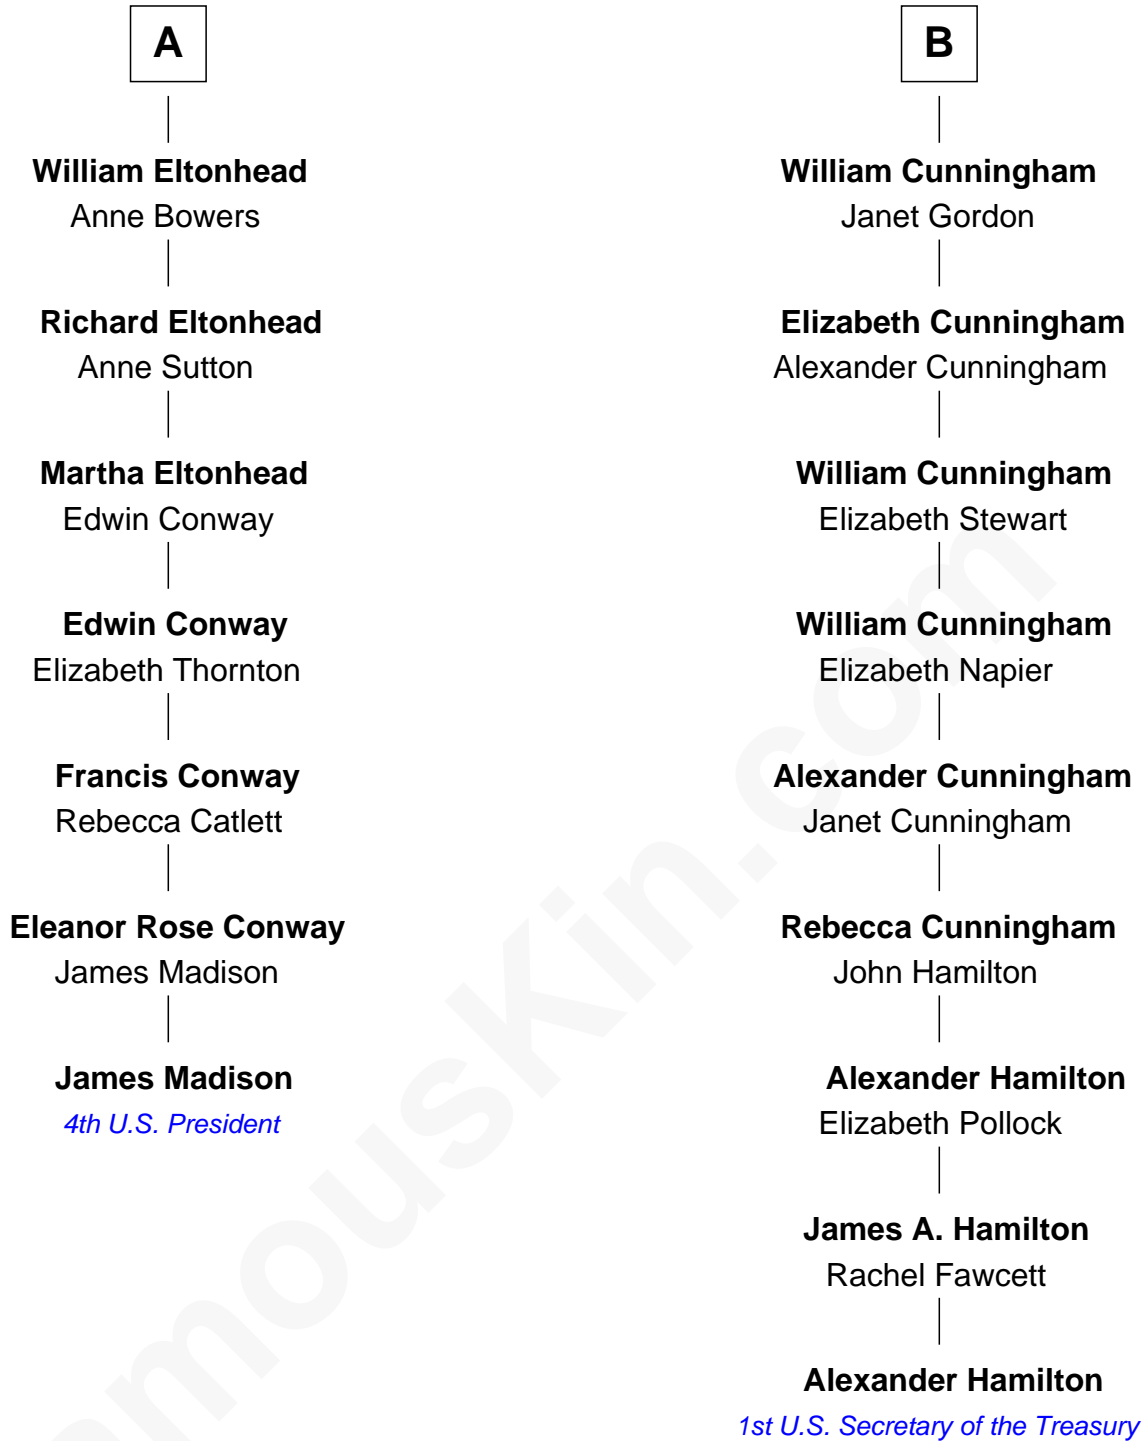 A
William Eltonhead
Anne Bowers
Richard Eltonhead
Anne Sutton
Martha Eltonhead
Edwin Conway
Edwin Conway
Elizabeth Thornton
Francis Conway
Rebecca Catlett
Eleanor Rose Conway
James Madison
James Madison
4th U.S. President
B
William Cunningham
Janet Gordon
Elizabeth Cunningham
Alexander Cunningham
William Cunningham
Elizabeth Stewart
William Cunningham
Elizabeth Napier
Alexander Cunningham
Janet Cunningham
Rebecca Cunningham
John Hamilton
Alexander Hamilton
Elizabeth Pollock
James A. Hamilton
Rachel Fawcett
Alexander Hamilton
1st U.S. Secretary of the Treasury
amouskin.com